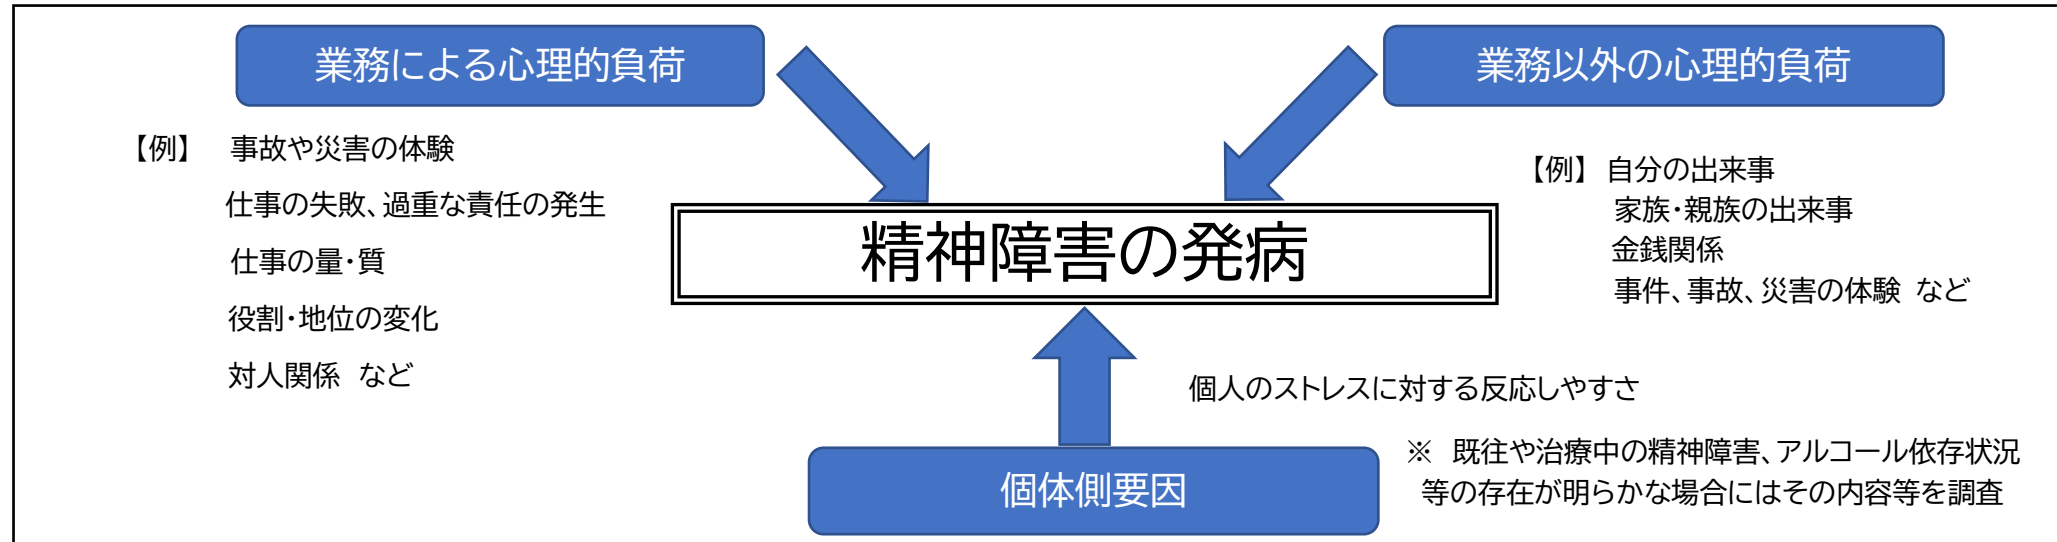 業務による心理的負荷
業務以外の心理的負荷
【例】 事故や災害の体験
仕事の失敗、過重な責任の発生
仕事の量・質
役割・地位の変化
対人関係 など
【例】 自分の出来事
家族・親族の出来事
金銭関係
事件、事故、災害の体験 など
精神障害の発病
個人のストレスに対する反応しやすさ
個体側要因
※ 既往や治療中の精神障害、アルコール依存状況
等の存在が明らかな場合にはその内容等を調査